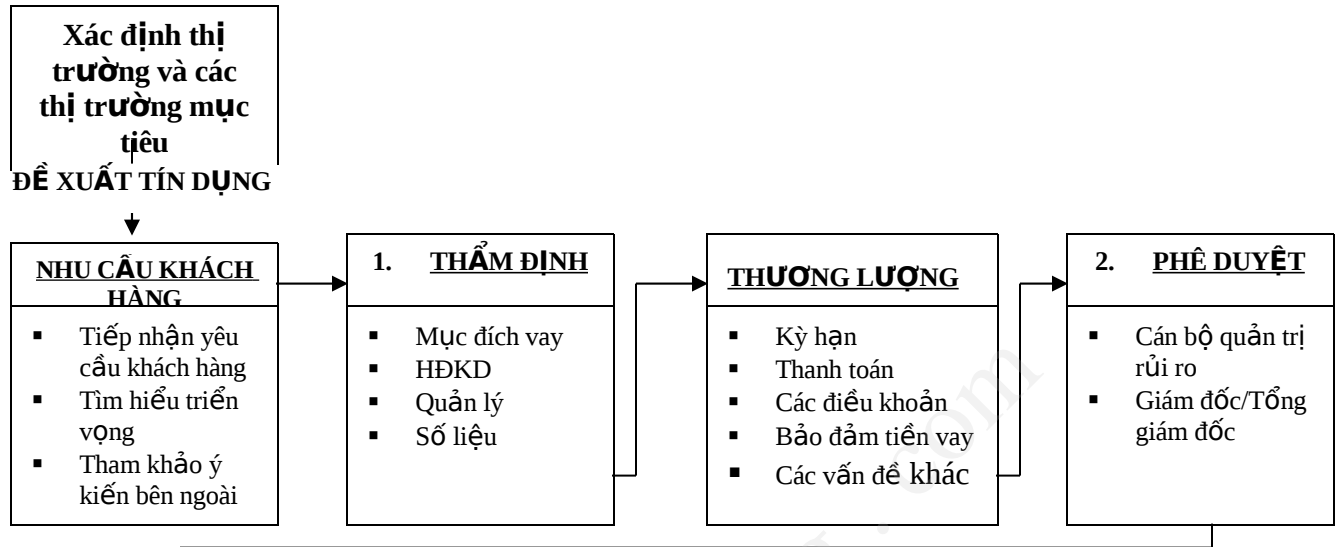 Xác định thị
trường và các
thị trường mục
tiêu
ĐỀ XUẤT TÍN DỤNG
NHU CẦU KHÁCH
HÀNG
▪ Tiếp nhận yêu
cầu khách hàng
▪ Tìm hiểu triển
vọng
▪ Tham khảo ý
kiến bên ngoài
1. THẨM ĐỊNH
▪ Mục đích vay
▪ HĐKD
▪ Quản lý
▪ Số liệu
THƯƠNG LƯỢNG
▪ Kỳ hạn
▪ Thanh toán
▪ Các điều khoản
▪ Bảo đảm tiền vay
▪ Các vấn đề khác
2. PHÊ DUYỆT
▪ Cán bộ quản trị
rủi ro
▪ Giám đốc/Tổng
giám đốc
.com